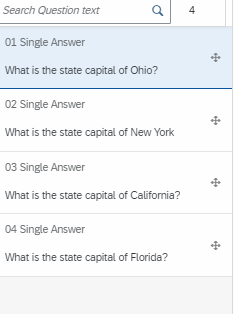 Search Question text
4
01 Single Answer
What is the state capital of Ohio?
02 Single Answer
What is the state capital of New York
03 Single Answer
What is the state capital of California?
04 Single Answer
What is the state capital of Florida?